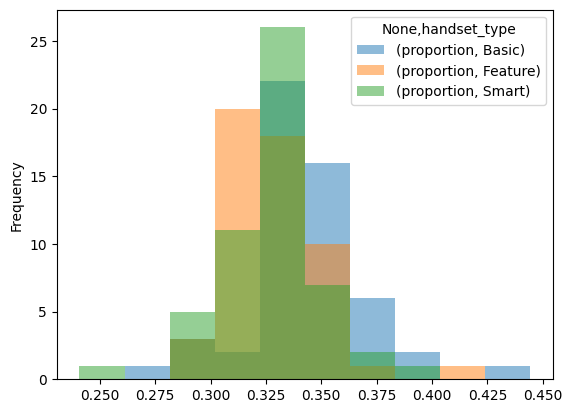 None,handset_type
(proportion, Basic)
(proportion, Feature)
(proportion, Smart)
Frequency
25
20
15
10
5
0
0.250 0.275 0.300 0.325 0.350 0.375 0.400 0.425 0.450